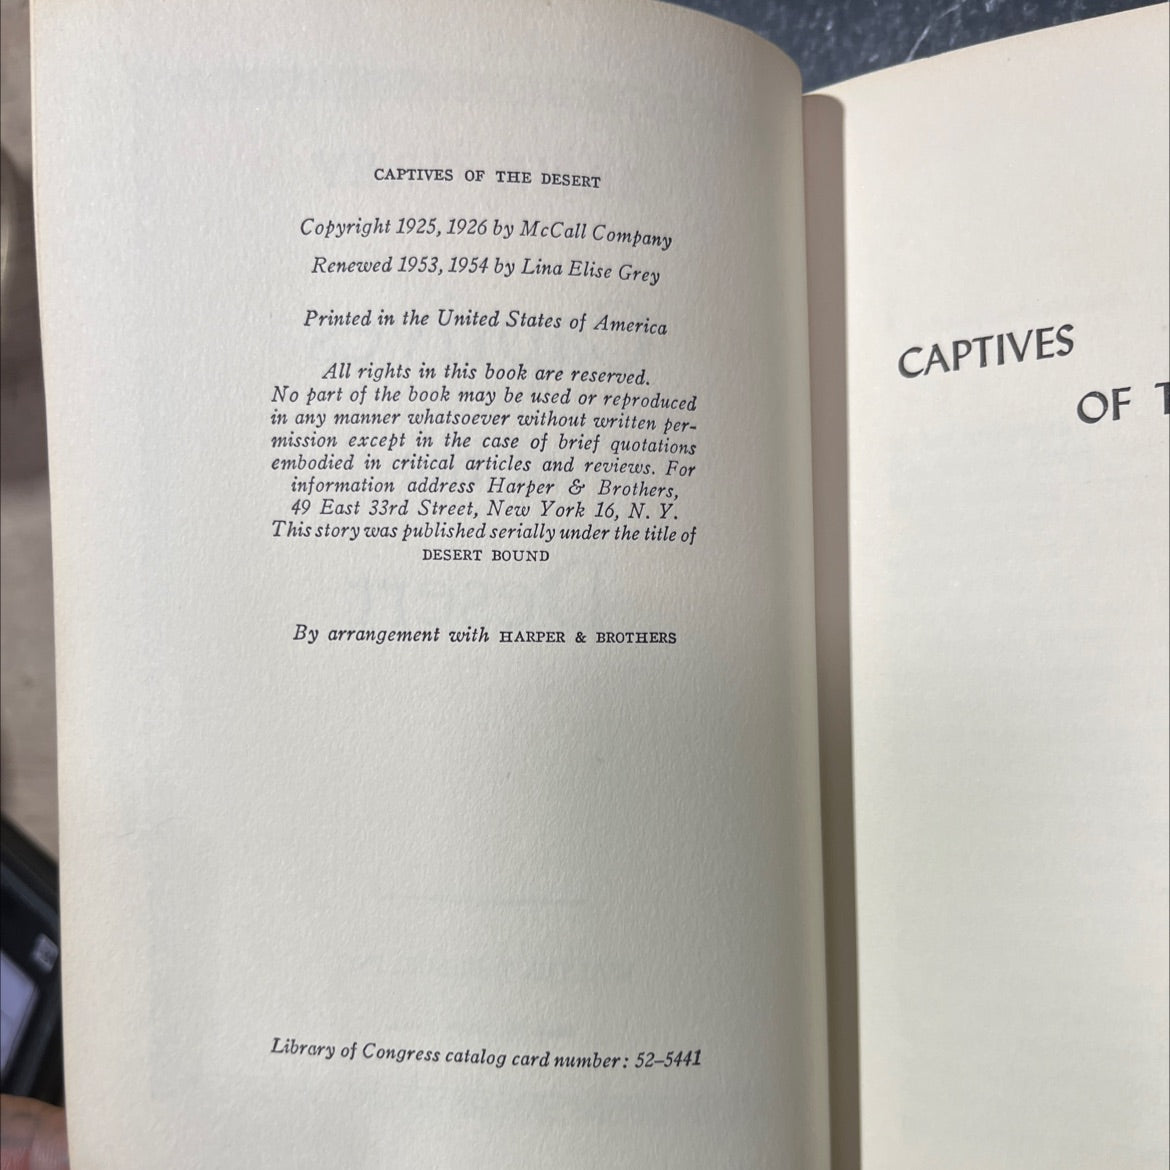 CAPTIVES OF THE DESERT
Copyright 1925, 1926 by McCall Company
Renewed 1953, 1954 by Lina Elise Grey
Printed in the United States of America
All rights in this book are reserved.
No part of the book may be used or reproduced
in any manner whatsoever without written per-
mission except in the case of brief quotations
embodied in critical articles and reviews. For
information address Harper & Brothers,
49 East 33rd Street, New York 16, N. Y.
This story was published serially under the title of
DESERT BOUND
By arrangement with HARPER & BROTHERS
Library of Congress catalog card number: 52–5441
CAPTIVES
OF T